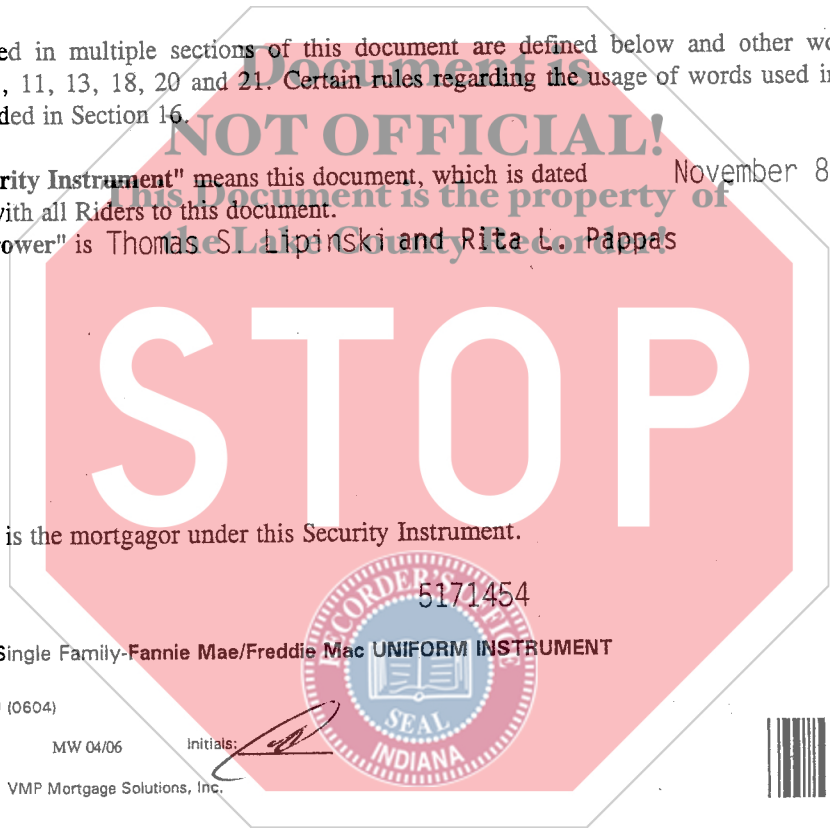 ed in multiple sections of this document are defined below and other wo
, 11, 13, 18, 20 and 21. Certain rules regarding the usage of words used in
ded in Section 16.
Document is
NOT OFFICIAL!
This Document is the property of
the Lake County Recorder!
rity Instrument" means this document, which is dated November 8
with all Riders to this document.
ower" is Thomas S. Lipinski and Rita L. Pappas
STOP
is the mortgagor under this Security Instrument.
5171454
Single Family-Fannie Mae/Freddie Mac UNIFORM INSTRUMENT
(0604)
MW 04/06 Initials:
VMP Mortgage Solutions, Inc.
RECORDER'S OFFICE
SEAL
INDIANA